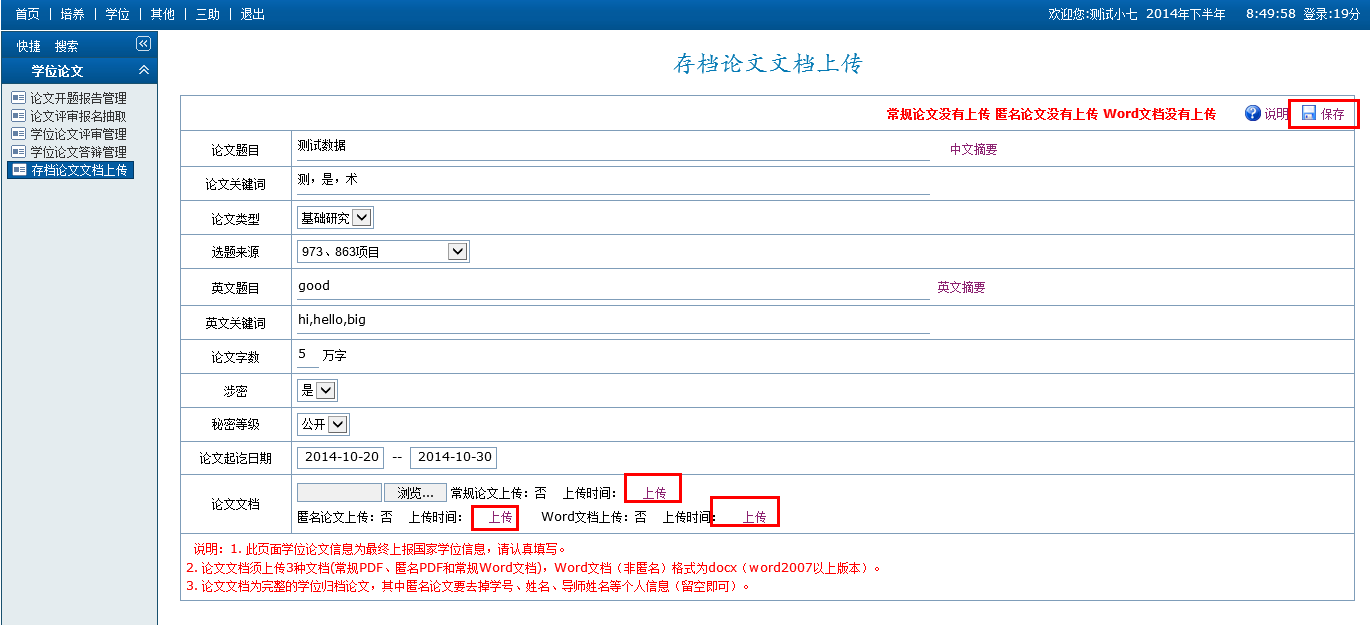 首页 | 培养 | 学位 | 其他 | 三助 | 退出 欢迎您:测试小七 2014年下半年 8:49:58 登录:19分
快捷 搜索
学位论文
论文开题报告管理
论文评审报名抽取
学位论文评审管理
学位论文答辩管理
存档论文文档上传
存档论文文档上传
常规论文没有上传 匿名论文没有上传 Word文档没有上传 说明 保存
论文题目 测试数据 中文摘要
论文关键词 测，是，术
论文类型 基础研究
选题来源 973、863项目
英文题目 good 英文摘要
英文关键词 hi,hello,big
论文字数 5 万字
涉密 是
秘密等级 公开
论文起讫日期 2014-10-20 -- 2014-10-30
论文文档 浏览... 常规论文上传：否 上传时间： 上传
匿名论文上传：否 上传时间： 上传 Word文档上传：否 上传时间： 上传
说明：1. 此页面学位论文信息为最终上报国家学位信息，请认真填写。
2. 论文文档须上传3种文档(常规PDF、匿名PDF和常规Word文档)，Word文档（非匿名）格式为docx（word2007以上版本）。
3. 论文文档为完整的学位归档论文，其中匿名论文要去掉学号、姓名、导师姓名等个人信息（留空即可）。